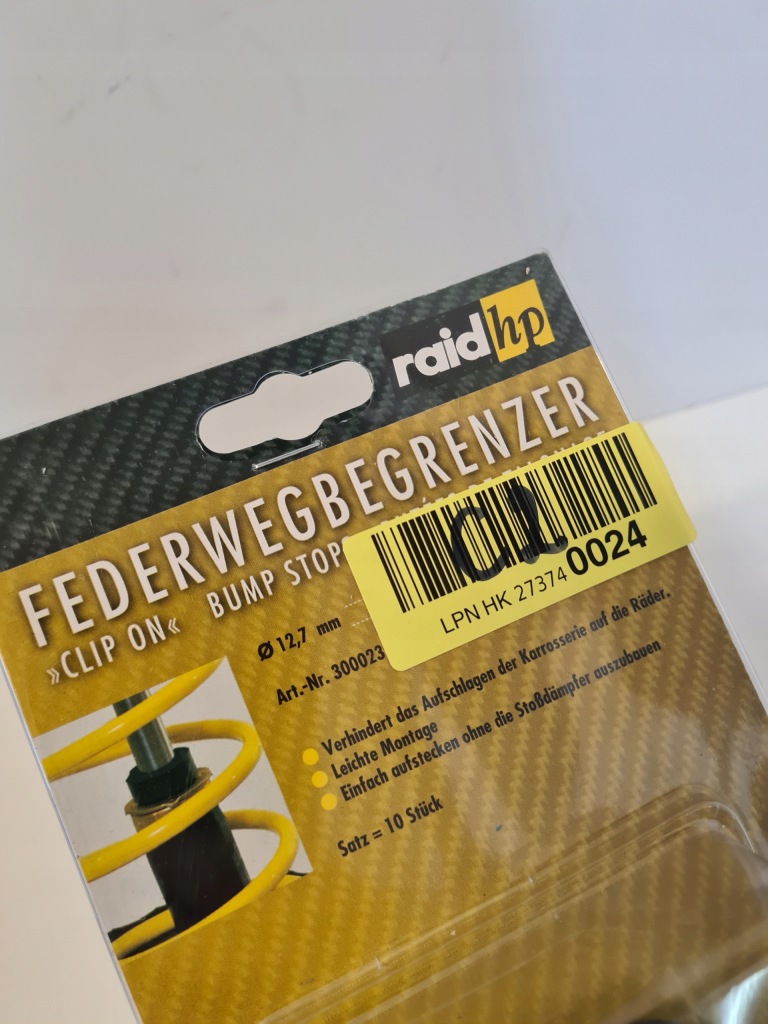 raid hp
FEDERWEGBEGRENZER
»CLIP ON« BUMP STOP
LPN HK 27374 0024
Ø 12,7 mm
Art.-Nr. 300023
Verhindert das Aufschlagen der Karrosserie auf die Räder.
Leichte Montage
Einfach aufstecken ohne die Stoßdämpfer auszubauen
Satz = 10 Stück